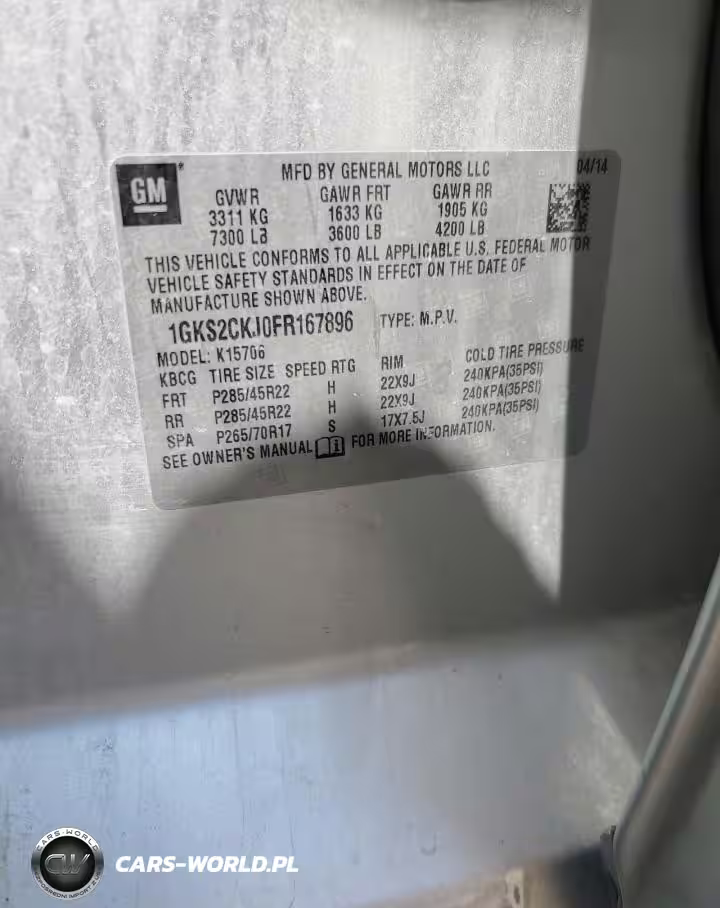 GM
MFD BY GENERAL MOTORS LLC 04/14
GVWR GAWR FRT GAWR RR
3311 KG 1633 KG 1905 KG
7300 LB 3600 LB 4200 LB
THIS VEHICLE CONFORMS TO ALL APPLICABLE U.S. FEDERAL MOTOR
VEHICLE SAFETY STANDARDS IN EFFECT ON THE DATE OF
MANUFACTURE SHOWN ABOVE.
1GKS2CKJ0FR167896 TYPE: M.P.V.
MODEL: K15706
KBCG TIRE SIZE SPEED RTG RIM COLD TIRE PRESSURE
FRT P285/45R22 H 22X9J 240KPA(35PSI)
RR P285/45R22 H 22X9J 240KPA(35PSI)
SPA P265/70R17 S 17X7.5J 240KPA(35PSI)
SEE OWNER'S MANUAL FOR MORE INFORMATION.
CARS-WORLD
CW
CARS-WORLD.PL